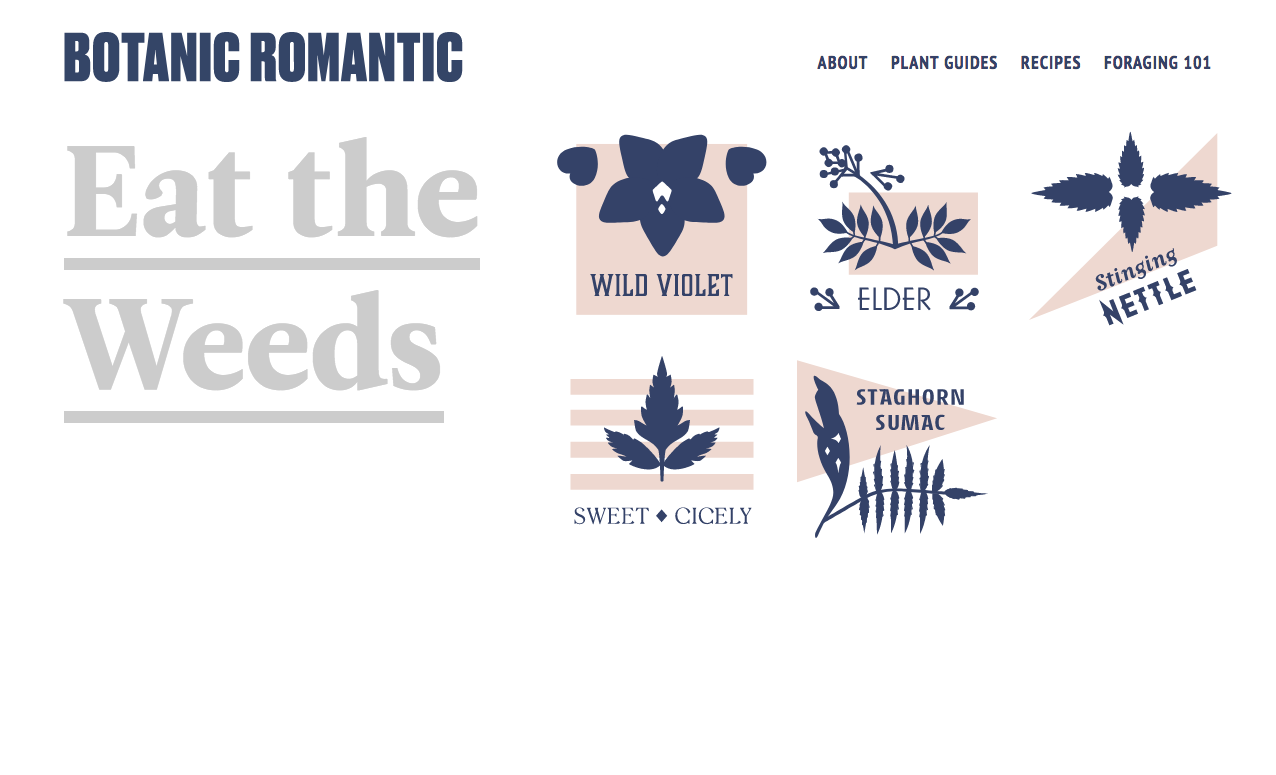 BOTANIC ROMANTIC
ABOUT PLANT GUIDES RECIPES FORAGING 101
Eat the
Weeds
WILD VIOLET
ELDER
Stinging
NETTLE
SWEET ◆ CICELY
STAGHORN
SUMAC